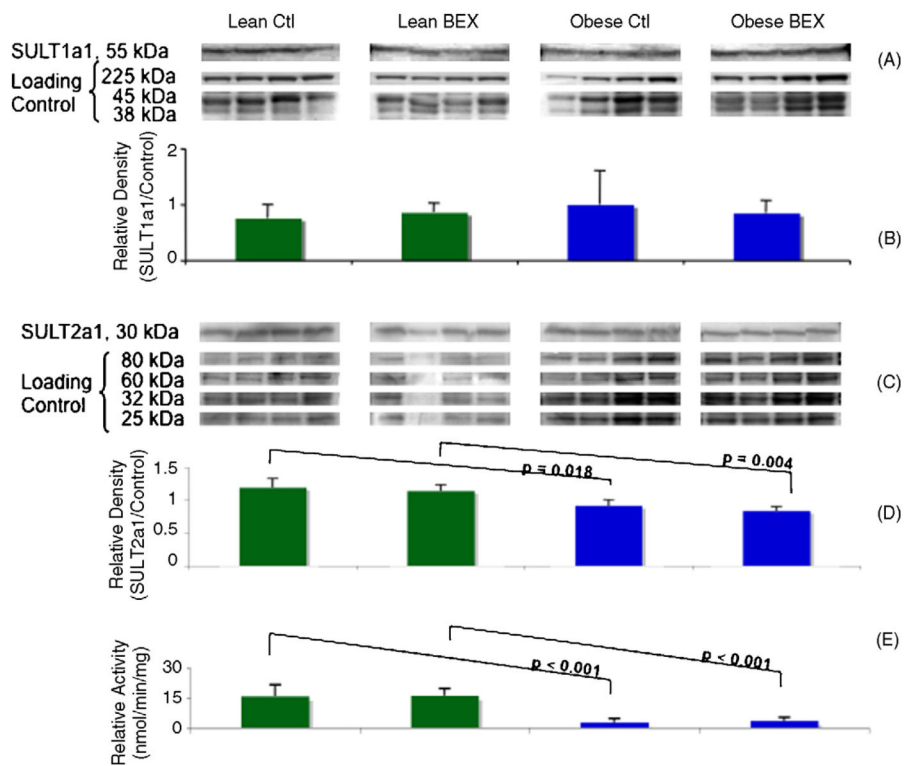 Lean Ctl Lean BEX Obese Ctl Obese BEX
SULT1a1, 55 kDa
(A)
Loading Control
225 kDa
45 kDa
38 kDa
Relative Density
(SULT1a1/Control)
2
1
0
(B)
SULT2a1, 30 kDa
Loading Control
80 kDa
60 kDa
32 kDa
25 kDa
(C)
Relative Density
(SULT2a1/Control)
1.5
1
0.5
0
p = 0.018
p = 0.004
(D)
Relative Activity
(nmol/min/mg)
30
15
0
p < 0.001
p < 0.001
(E)